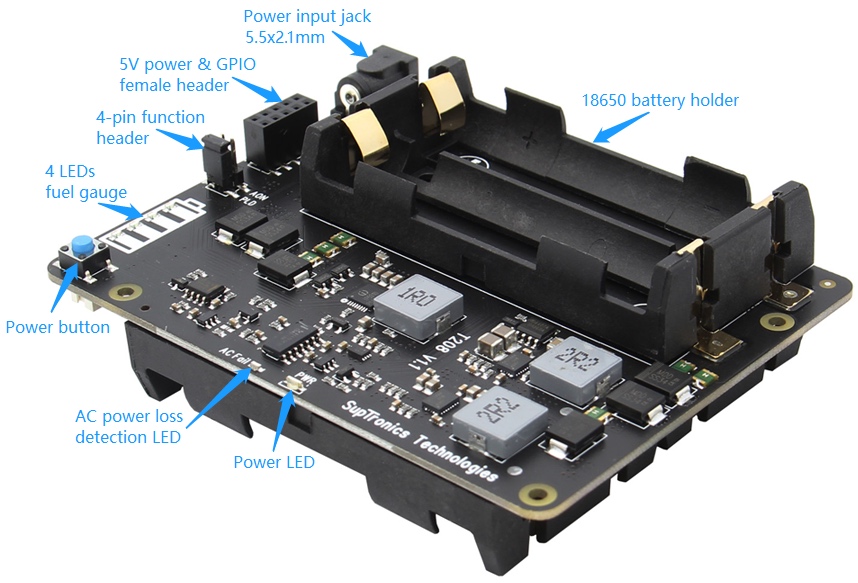 Power input jack
5.5x2.1mm
5V power & GPIO
female header
4-pin function
header
18650 battery holder
4 LEDs
fuel gauge
AON
PLD
Power button
1R0
T208 V1.1
2R2
2R2
AC Fail
PWR
SupTronics Technologies
AC power loss
detection LED
Power LED